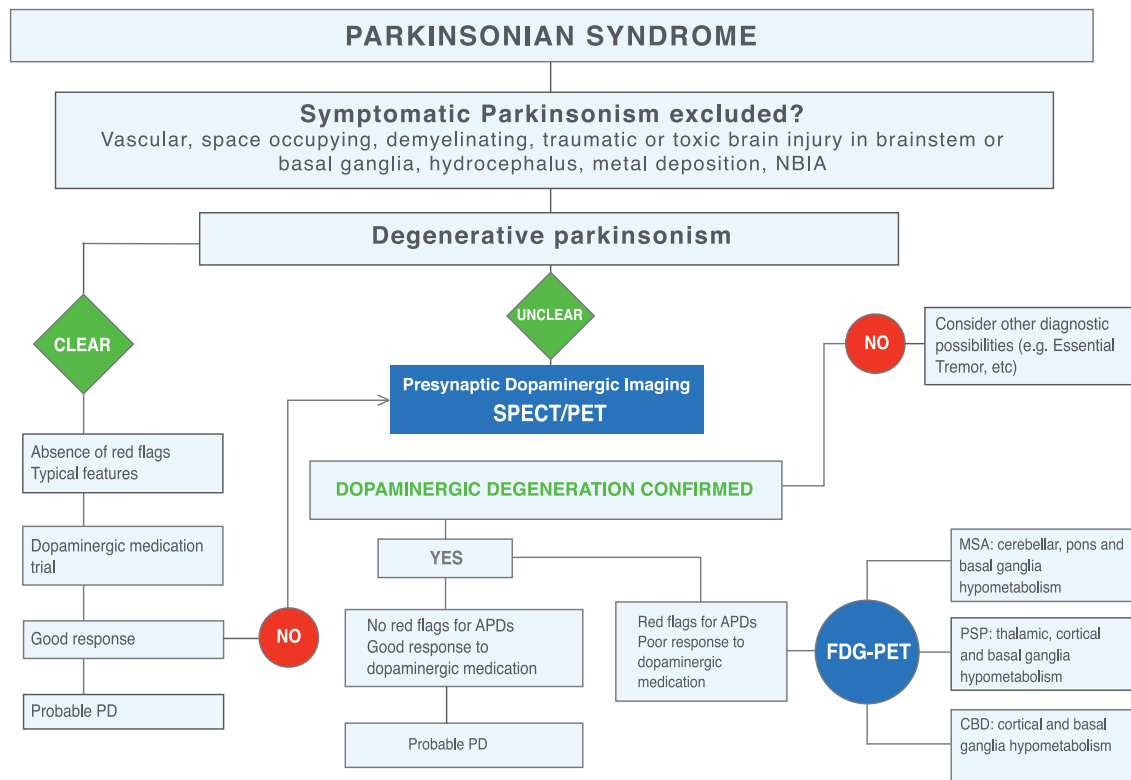 PARKINSONIAN SYNDROME
Symptomatic Parkinsonism excluded?
Vascular, space occupying, demyelinating, traumatic or toxic brain injury in brainstem or
basal ganglia, hydrocephalus, metal deposition, NBIA
Degenerative parkinsonism
CLEAR
UNCLEAR
NO
Consider other diagnostic
possibilities (e.g. Essential
Tremor, etc)
Presynaptic Dopaminergic Imaging
SPECT/PET
Absence of red flags
Typical features
DOPAMINERGIC DEGENERATION CONFIRMED
Dopaminergic medication
trial
YES
Good response
NO
No red flags for APDs
Good response to
dopaminergic medication
Red flags for APDs
Poor response to
dopaminergic
medication
FDG-PET
MSA: cerebellar, pons and
basal ganglia
hypometabolism
PSP: thalamic, cortical
and basal ganglia
hypometabolism
CBD: cortical and basal
ganglia hypometabolism
Probable PD
Probable PD